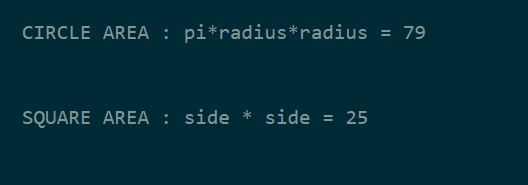 CIRCLE AREA : pi*radius*radius = 79
SQUARE AREA : side * side = 25